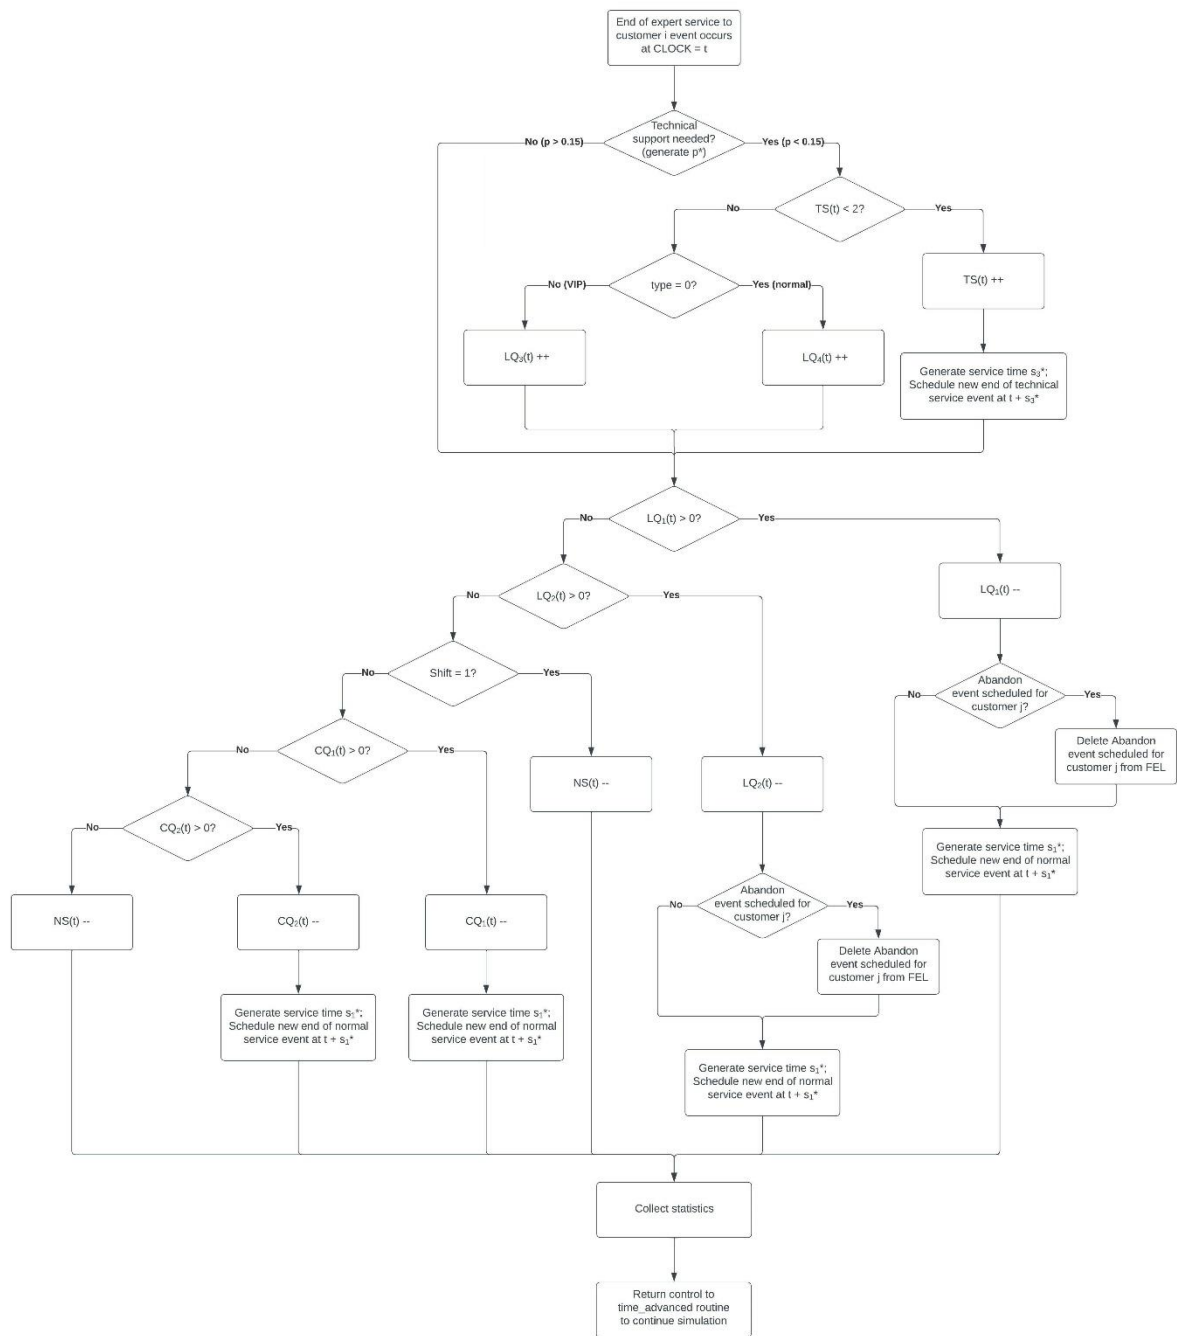 End of expert service to
customer i event occurs
at CLOCK = t
Technical
support needed?
(generate p*)
No (p > 0.15)
Yes (p < 0.15)
TS(t) < 2?
No
Yes
type = 0?
No (VIP)
Yes (normal)
TS(t) ++
LQ₃(t) ++
LQ₄(t) ++
Generate service time s₃*;
Schedule new end of technical
service event at t + s₃*
LQ₁(t) > 0?
No
Yes
LQ₂(t) > 0?
No
Yes
LQ₁(t) --
Shift = 1?
No
Yes
Abandon
event scheduled for
customer j?
No
Yes
Delete Abandon
event scheduled for
customer j from FEL
CQ₁(t) > 0?
No
Yes
NS(t) --
LQ₂(t) --
CQ₂(t) > 0?
No
Yes
Generate service time s₁*;
Schedule new end of normal
service event at t + s₁*
NS(t) --
CQ₂(t) --
CQ₁(t) --
Abandon
event scheduled for
customer j?
No
Yes
Delete Abandon
event scheduled for
customer j from FEL
Generate service time s₁*;
Schedule new end of normal
service event at t + s₁*
Generate service time s₁*;
Schedule new end of normal
service event at t + s₁*
Generate service time s₁*;
Schedule new end of normal
service event at t + s₁*
Collect statistics
Return control to
time_advanced routine
to continue simulation